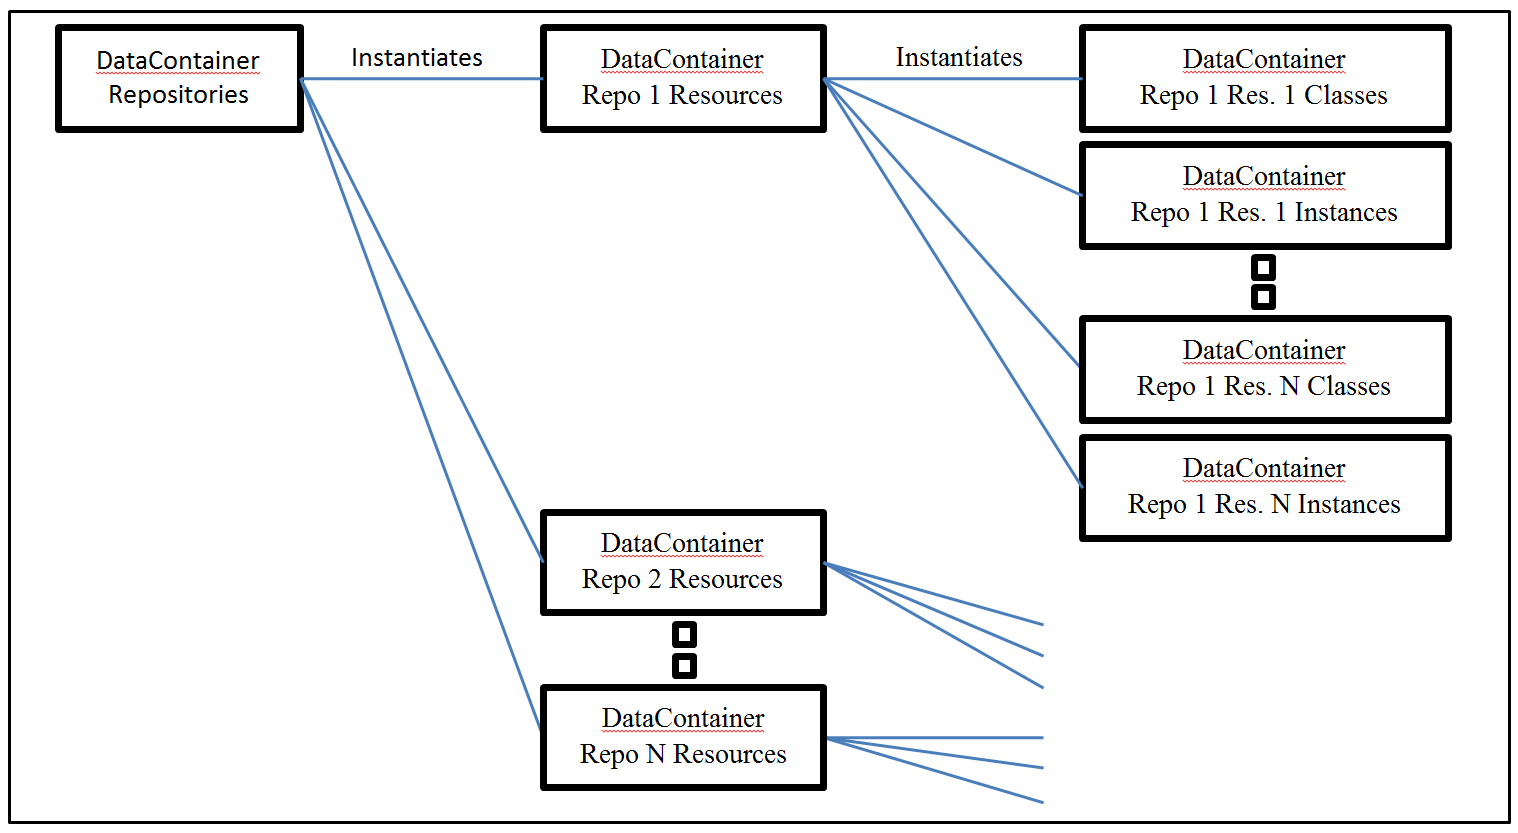 DataContainer
Repositories
Instantiates
DataContainer
Repo 1 Resources
Instantiates
DataContainer
Repo 1 Res. 1 Classes
DataContainer
Repo 1 Res. 1 Instances
DataContainer
Repo 1 Res. N Classes
DataContainer
Repo 1 Res. N Instances
DataContainer
Repo 2 Resources
DataContainer
Repo N Resources